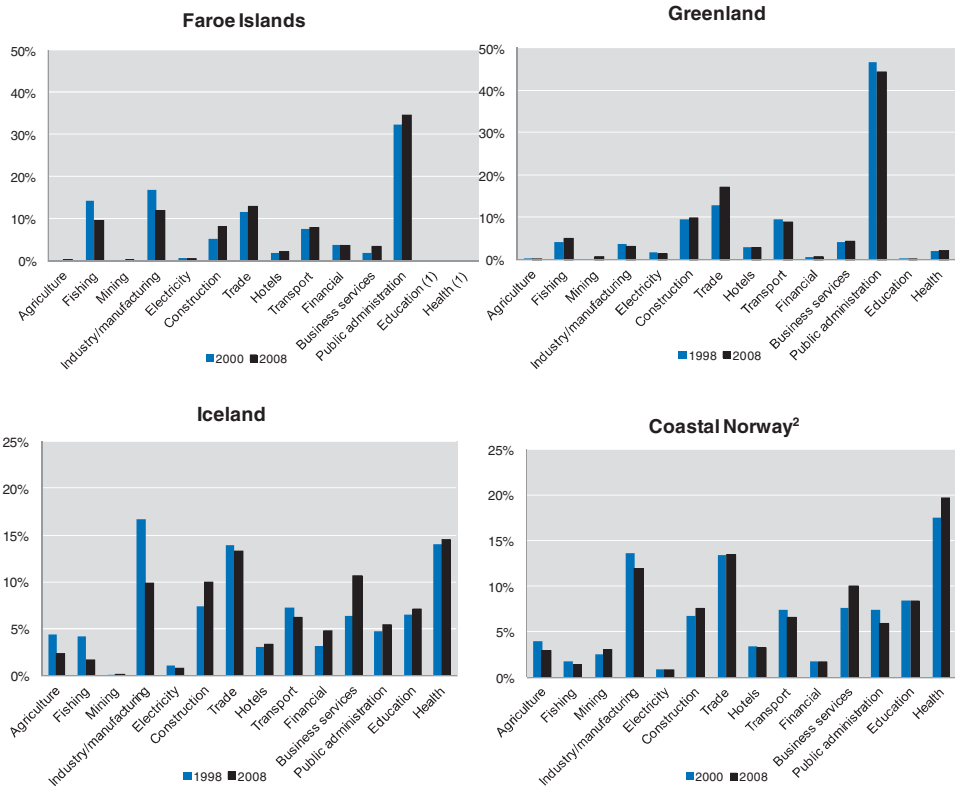 Faroe Islands
50%
40%
30%
20%
10%
0%
Agriculture
Fishing
Mining
Industry/manufacturing
Electricity
Construction
Trade
Hotels
Transport
Financial
Business services
Public administration
Education (1)
Health (1)
2000 2008
Greenland
50%
40%
30%
20%
10%
0%
Agriculture
Fishing
Mining
Industry/manufacturing
Electricity
Construction
Trade
Hotels
Transport
Financial
Business services
Public administration
Education
Health
1998 2008
Iceland
25%
20%
15%
10%
5%
0%
Agriculture
Fishing
Mining
Industry/manufacturing
Electricity
Construction
Trade
Hotels
Transport
Financial
Business services
Public administration
Education
Health
1998 2008
Coastal Norway²
25%
20%
15%
10%
5%
0%
Agriculture
Fishing
Mining
Industry/manufacturing
Electricity
Construction
Trade
Hotels
Transport
Financial
Business services
Public administration
Education
Health
2000 2008